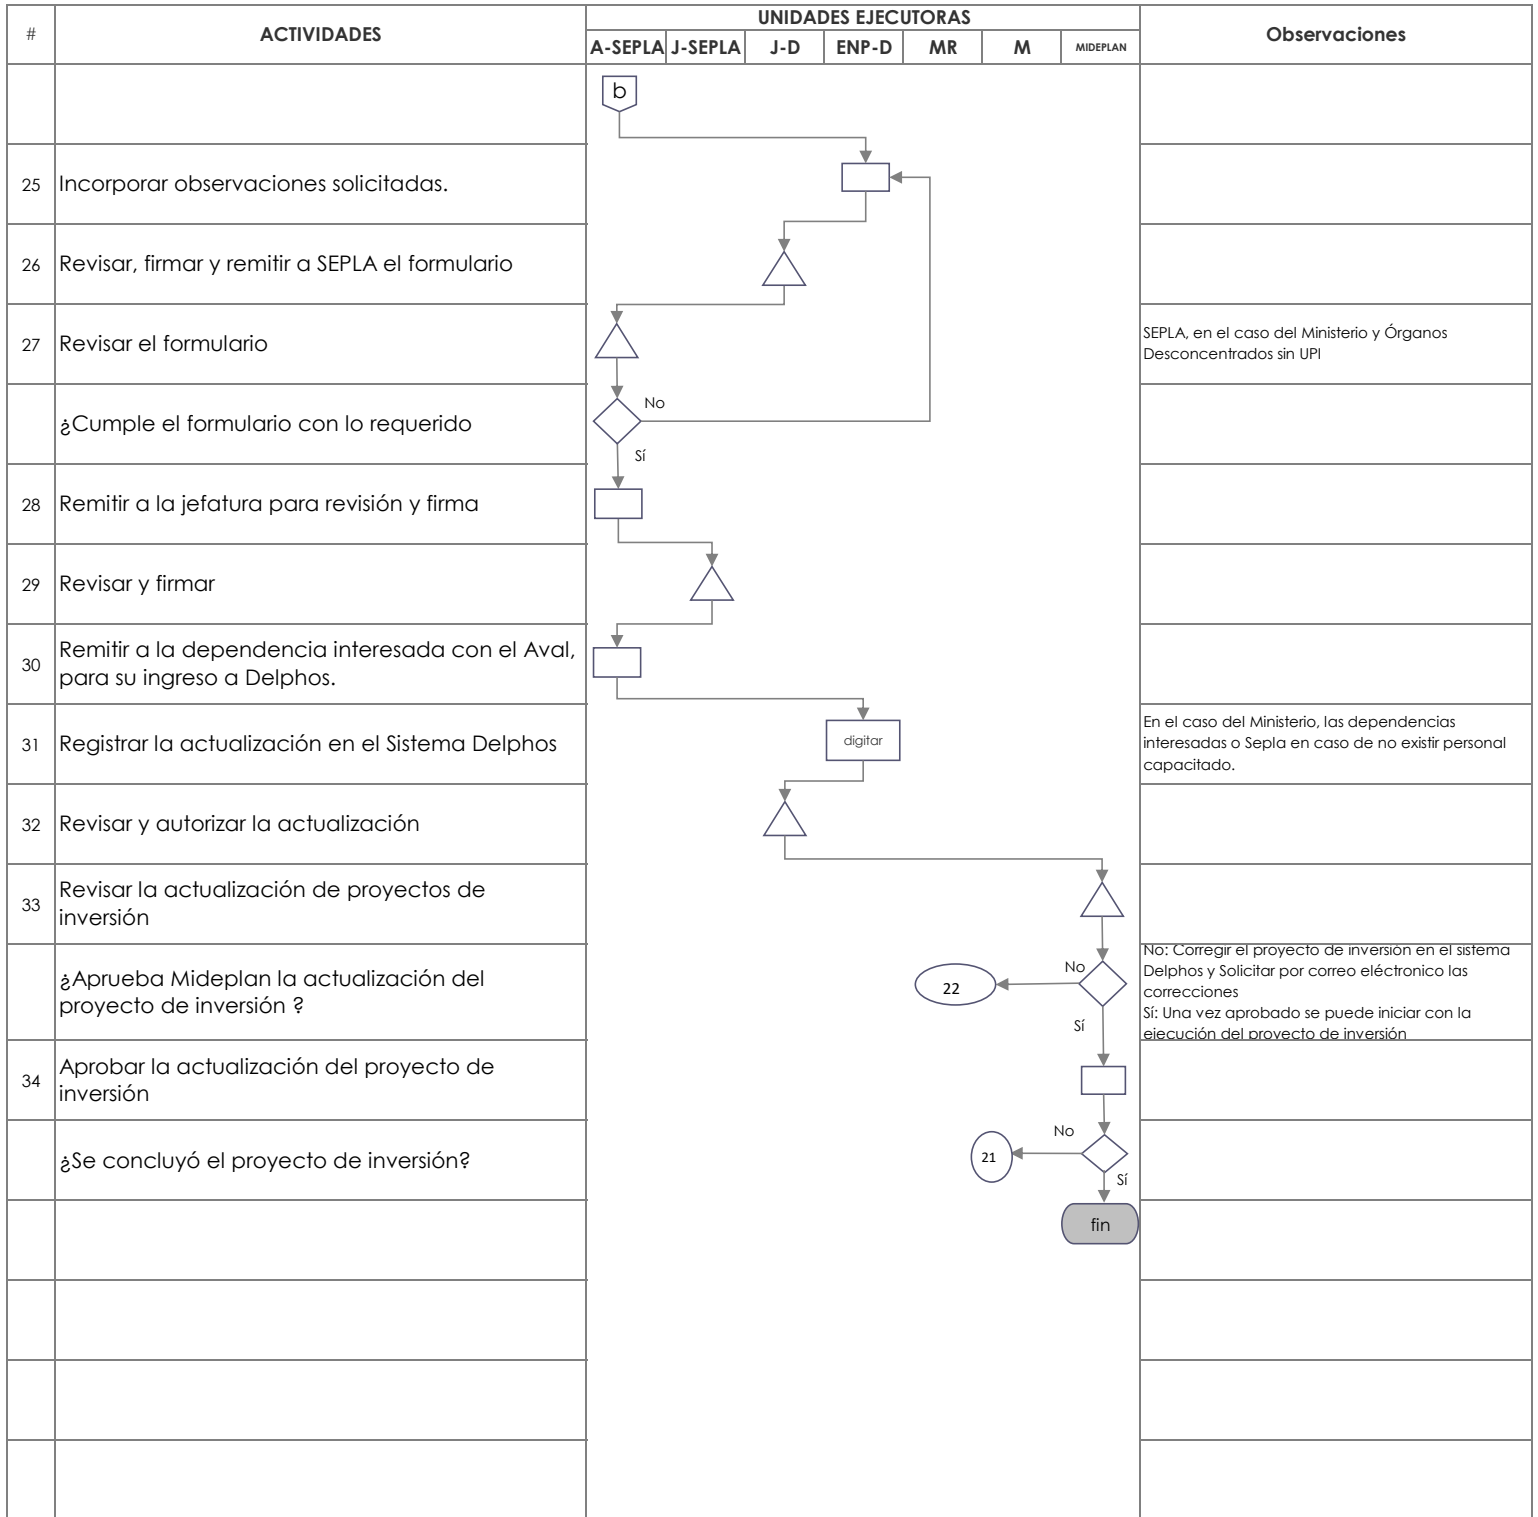 #
ACTIVIDADES
UNIDADES EJECUTORAS
Observaciones
A-SEPLA J-SEPLA J-D ENP-D MR M MIDEPLAN
b
25 Incorporar observaciones solicitadas.
26 Revisar, firmar y remitir a SEPLA el formulario
27 Revisar el formulario
SEPLA, en el caso del Ministerio y Órganos
Desconcentrados sin UPI
¿Cumple el formulario con lo requerido
No
Sí
28 Remitir a la jefatura para revisión y firma
29 Revisar y firmar
30 Remitir a la dependencia interesada con el Aval,
para su ingreso a Delphos.
31 Registrar la actualización en el Sistema Delphos
digitar
En el caso del Ministerio, las dependencias
interesadas o Sepla en caso de no existir personal
capacitado.
32 Revisar y autorizar la actualización
33 Revisar la actualización de proyectos de
inversión
¿Aprueba Mideplan la actualización del
proyecto de inversión ?
22
No
Sí
No: Corregir el proyecto de inversión en el sistema
Delphos y Solicitar por correo eléctronico las
correcciones
Sí: Una vez aprobado se puede iniciar con la
ejecución del proyecto de inversión
34 Aprobar la actualización del proyecto de
inversión
¿Se concluyó el proyecto de inversión?
No
21
Sí
fin